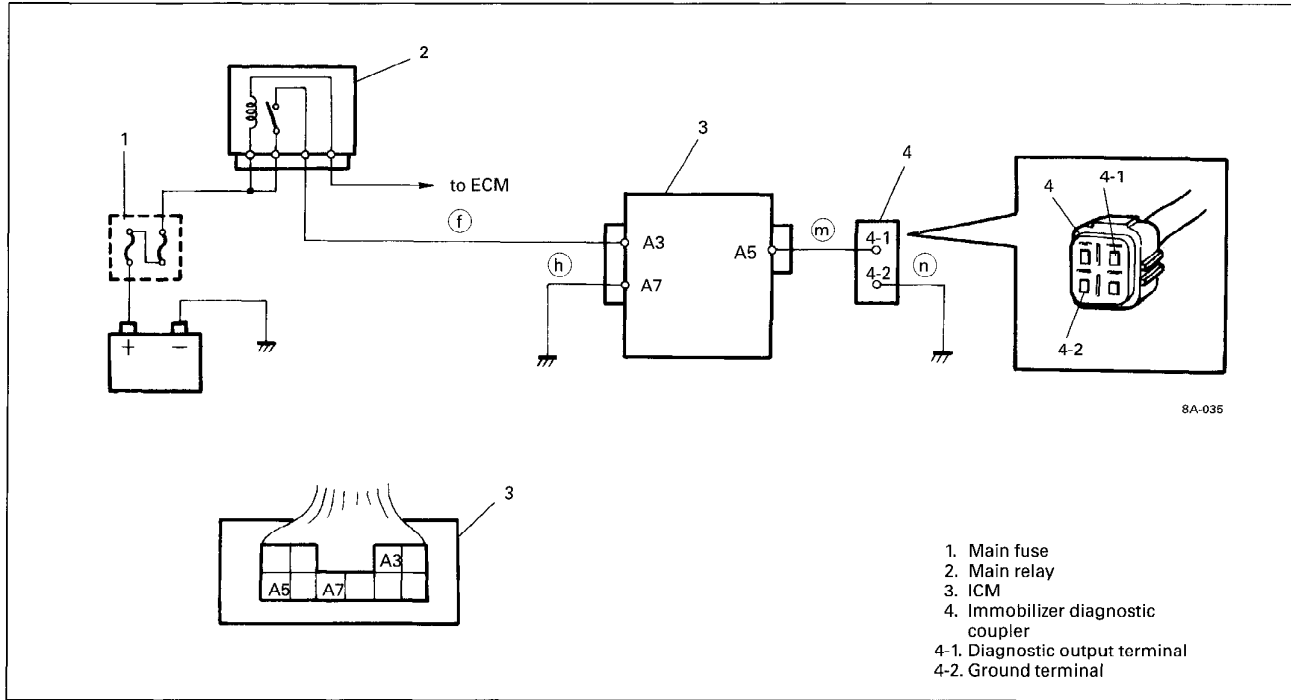 2
1
3
4
to ECM
4
4-1
f
m
4-1
A3
A5
h
4-2
n
A7
+ −
4-2
8A-035
3
A3
A5 A7
1. Main fuse
2. Main relay
3. ICM
4. Immobilizer diagnostic
coupler
4-1. Diagnostic output terminal
4-2. Ground terminal